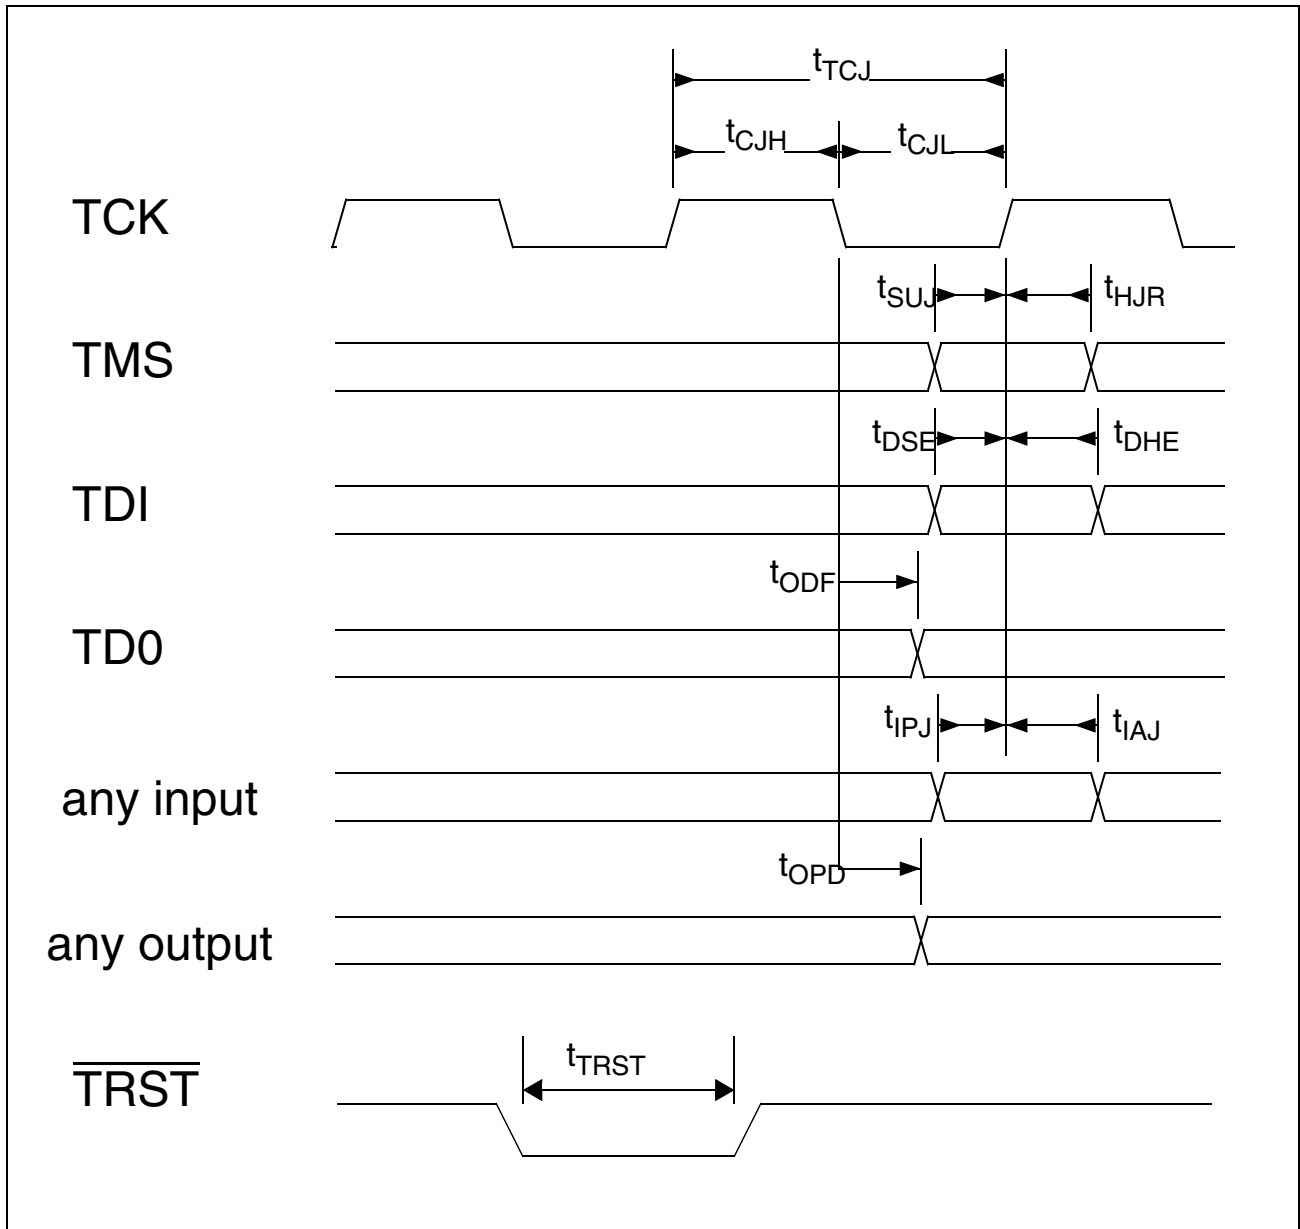 tTCJ
tCJH tCJL
TCK
tSUJ tHJR
TMS
tDSE tDHE
TDI
tODF
TD0
tIPJ tIAJ
any input
tOPD
any output
tTRST
TRST